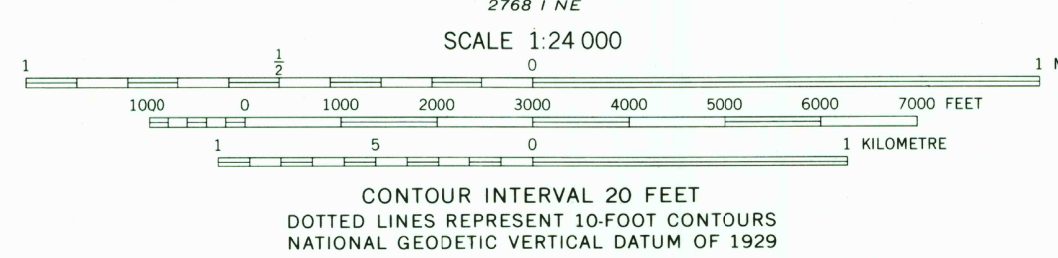 2768 I NE
SCALE 1:24 000
1 ½ 0 1
1000 0 1000 2000 3000 4000 5000 6000 7000 FEET
1 5 0 1 KILOMETRE
CONTOUR INTERVAL 20 FEET
DOTTED LINES REPRESENT 10-FOOT CONTOURS
NATIONAL GEODETIC VERTICAL DATUM OF 1929